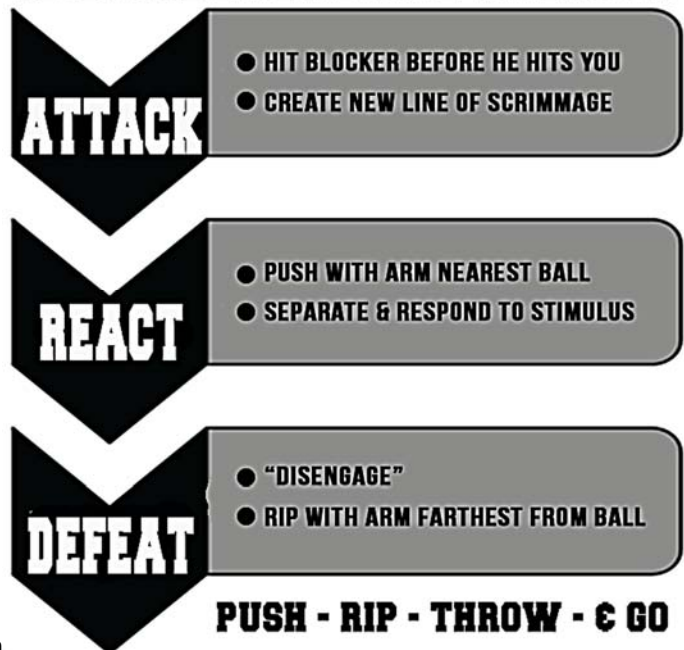 ATTACK
● HIT BLOCKER BEFORE HE HITS YOU
● CREATE NEW LINE OF SCRIMMAGE
REACT
● PUSH WITH ARM NEAREST BALL
● SEPARATE & RESPOND TO STIMULUS
DEFEAT
● “DISENGAGE”
● RIP WITH ARM FARTHEST FROM BALL
PUSH - RIP - THROW - & GO